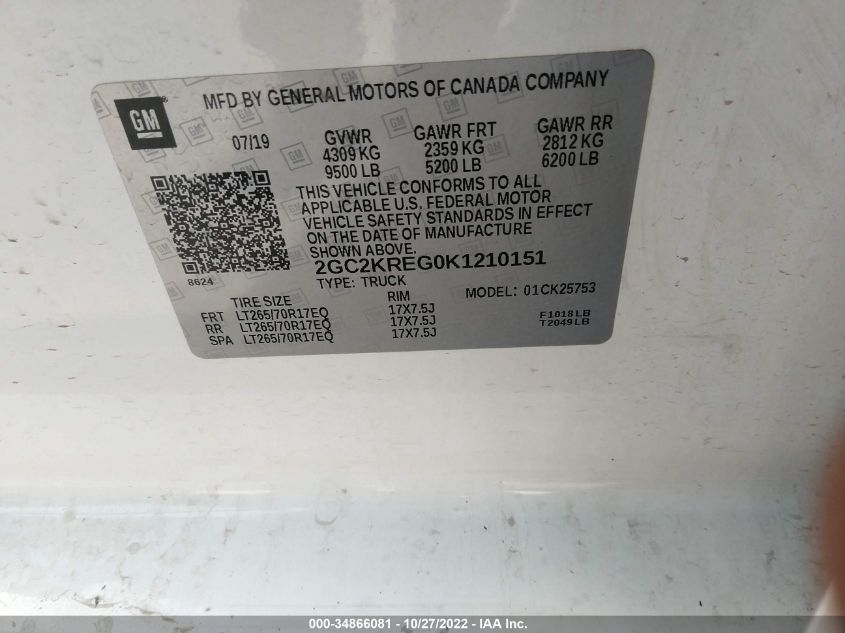 GM
®
MFD BY GENERAL MOTORS OF CANADA COMPANY
07/19 GVWR GAWR FRT GAWR RR
4309 KG 2359 KG 2812 KG
9500 LB 5200 LB 6200 LB
THIS VEHICLE CONFORMS TO ALL
APPLICABLE U.S. FEDERAL MOTOR
VEHICLE SAFETY STANDARDS IN EFFECT
ON THE DATE OF MANUFACTURE
SHOWN ABOVE.
8624
2GC2KREG0K1210151
TYPE: TRUCK MODEL: 01CK25753
TIRE SIZE RIM
FRT LT265/70R17EQ 17X7.5J
RR LT265/70R17EQ 17X7.5J
SPA LT265/70R17EQ 17X7.5J
F1018LB
T2049LB
000-34866081 - 10/27/2022 - IAA Inc.